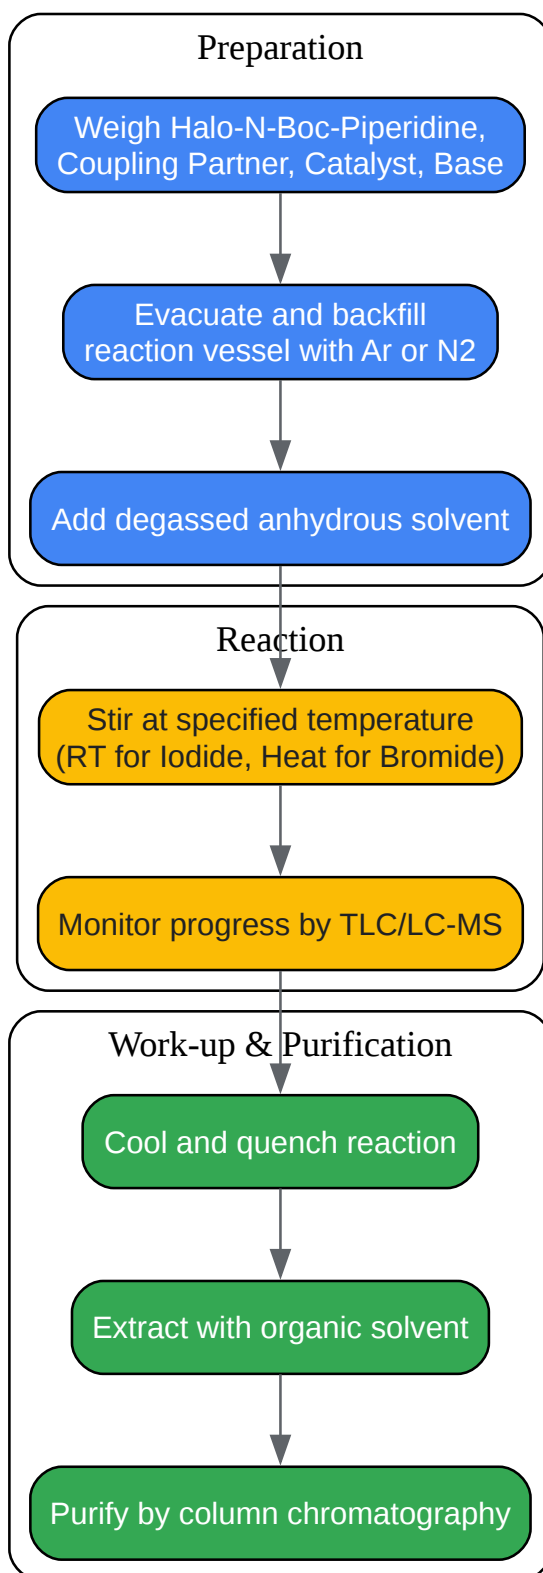 Preparation
Weigh Halo-N-Boc-Piperidine,
Coupling Partner, Catalyst, Base
Evacuate and backfill
reaction vessel with Ar or N2
Add degassed anhydrous solvent
Reaction
Stir at specified temperature
(RT for Iodide, Heat for Bromide)
Monitor progress by TLC/LC-MS
Work-up & Purification
Cool and quench reaction
Extract with organic solvent
Purify by column chromatography